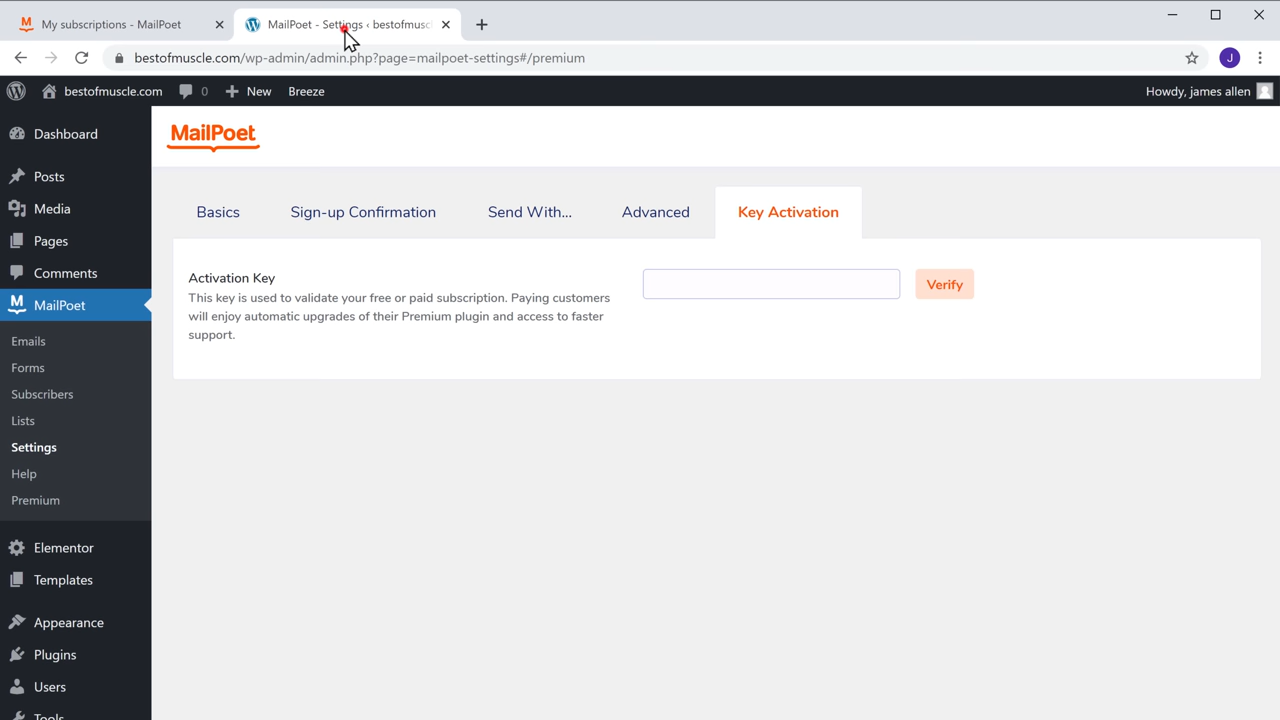 My subscriptions - MailPoet
MailPoet - Settings ‹ bestofmusc
bestofmuscle.com/wp-admin/admin.php?page=mailpoet-settings#/premium
J
bestofmuscle.com
0
New
Breeze
Howdy, james allen
Dashboard
Posts
Media
Pages
Comments
MailPoet
Emails
Forms
Subscribers
Lists
Settings
Help
Premium
Elementor
Templates
Appearance
Plugins
Users
Tools
MailPoet
Basics
Sign-up Confirmation
Send With...
Advanced
Key Activation
Activation Key
This key is used to validate your free or paid subscription. Paying customers
will enjoy automatic upgrades of their Premium plugin and access to faster
support.
Verify